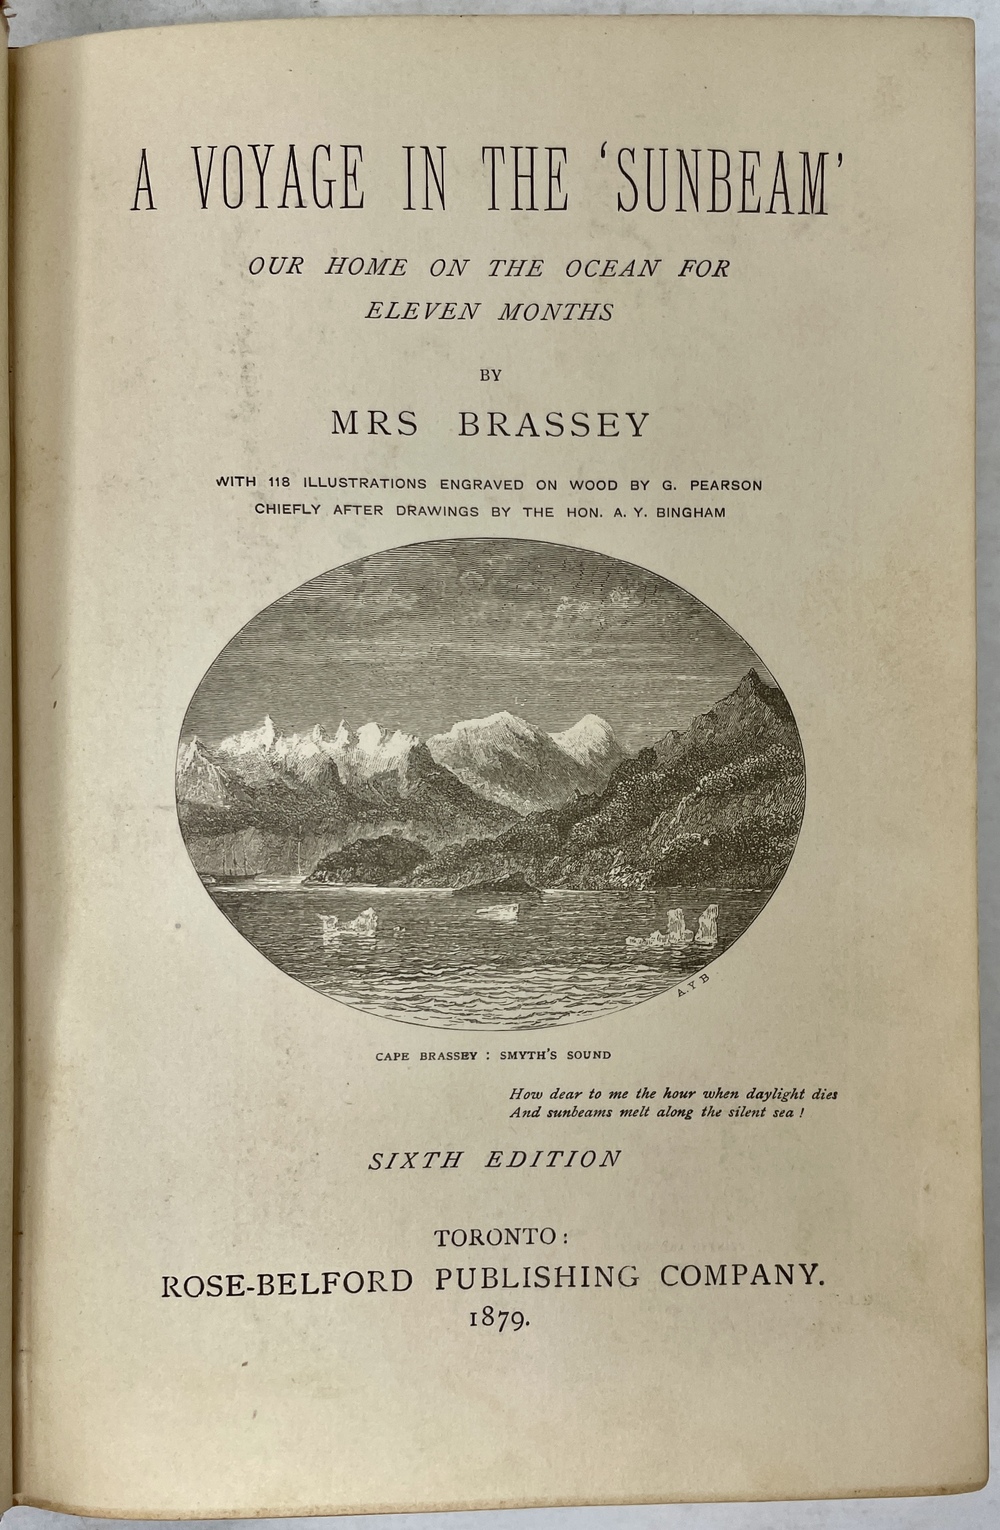 A VOYAGE IN THE ‘SUNBEAM’
OUR HOME ON THE OCEAN FOR
ELEVEN MONTHS
BY
MRS BRASSEY
WITH 118 ILLUSTRATIONS ENGRAVED ON WOOD BY G. PEARSON
CHIEFLY AFTER DRAWINGS BY THE HON. A. Y. BINGHAM
A.Y B
CAPE BRASSEY : SMYTH'S SOUND
How dear to me the hour when daylight dies
And sunbeams melt along the silent sea !
SIXTH EDITION
TORONTO:
ROSE-BELFORD PUBLISHING COMPANY.
1879.